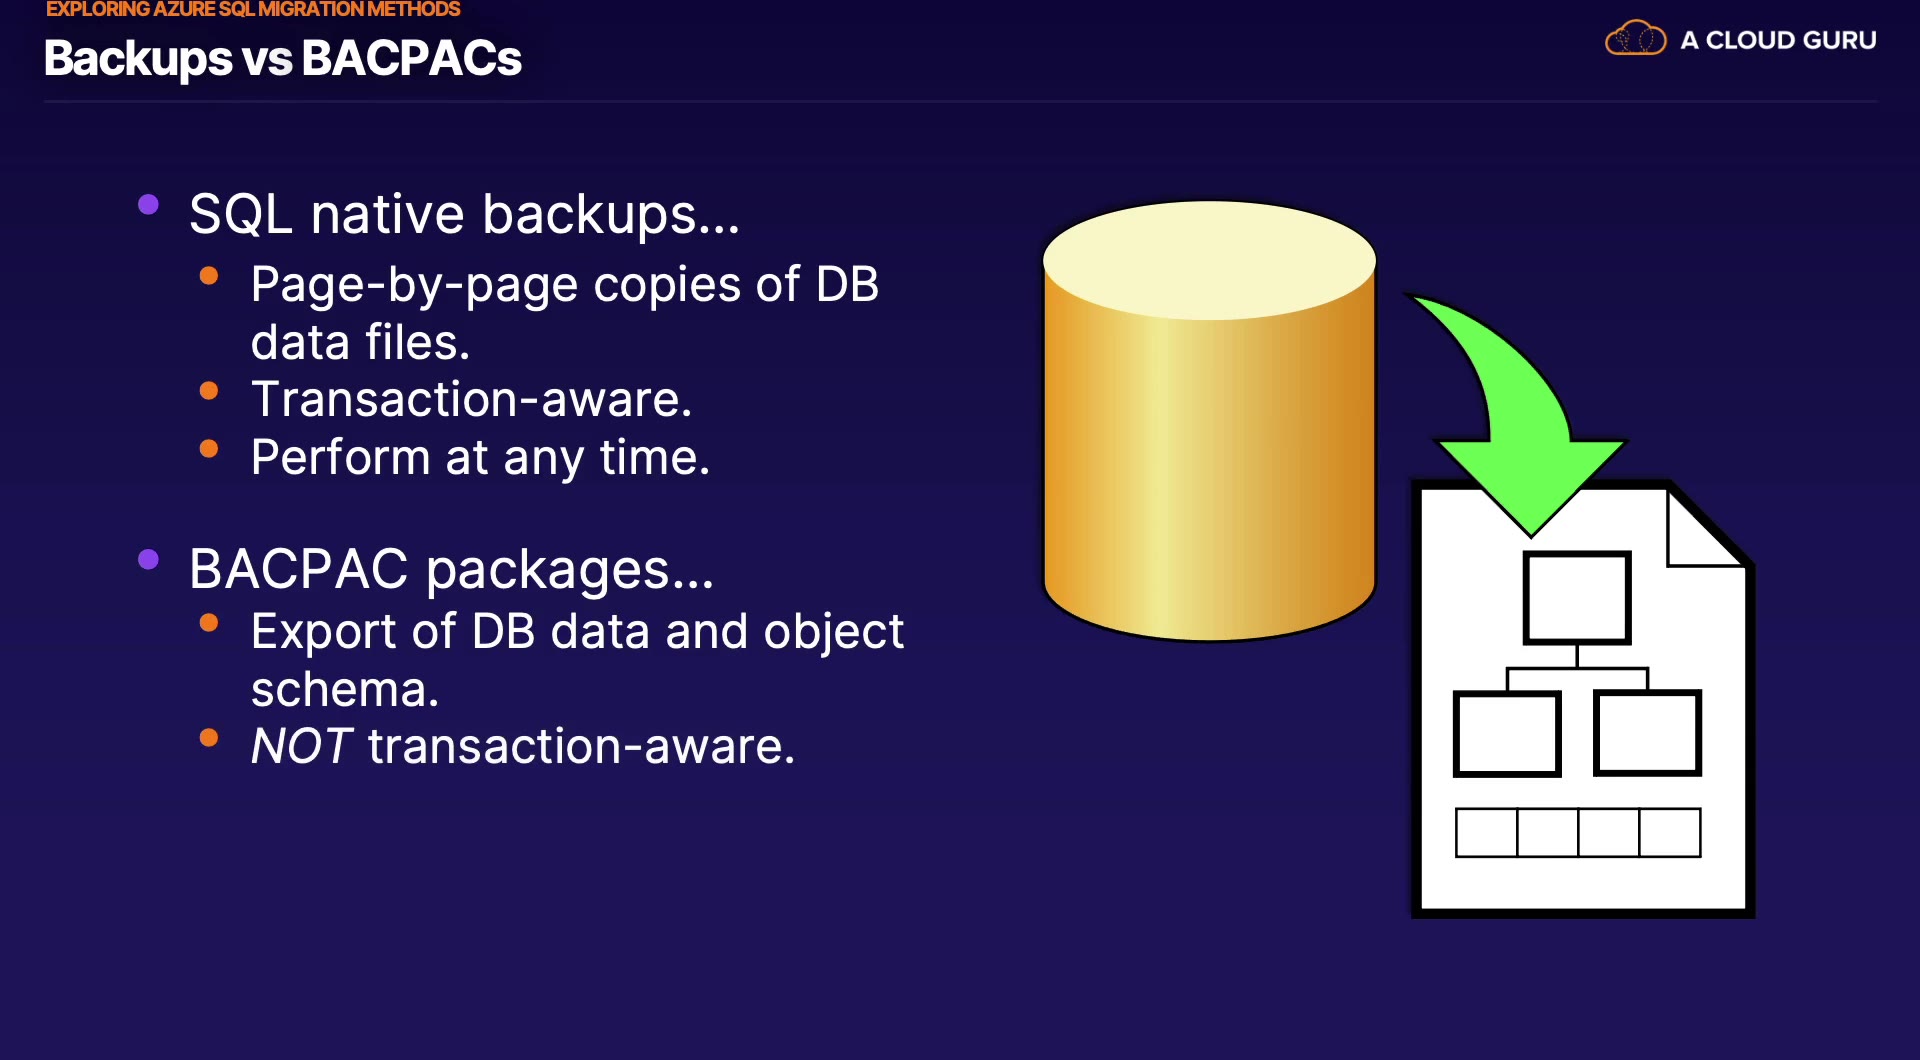 EXPLORING AZURE SQL MIGRATION METHODS
Backups vs BACPACs
A CLOUD GURU
SQL native backups...
Page-by-page copies of DB
data files.
Transaction-aware.
Perform at any time.
BACPAC packages...
Export of DB data and object
schema.
NOT transaction-aware.